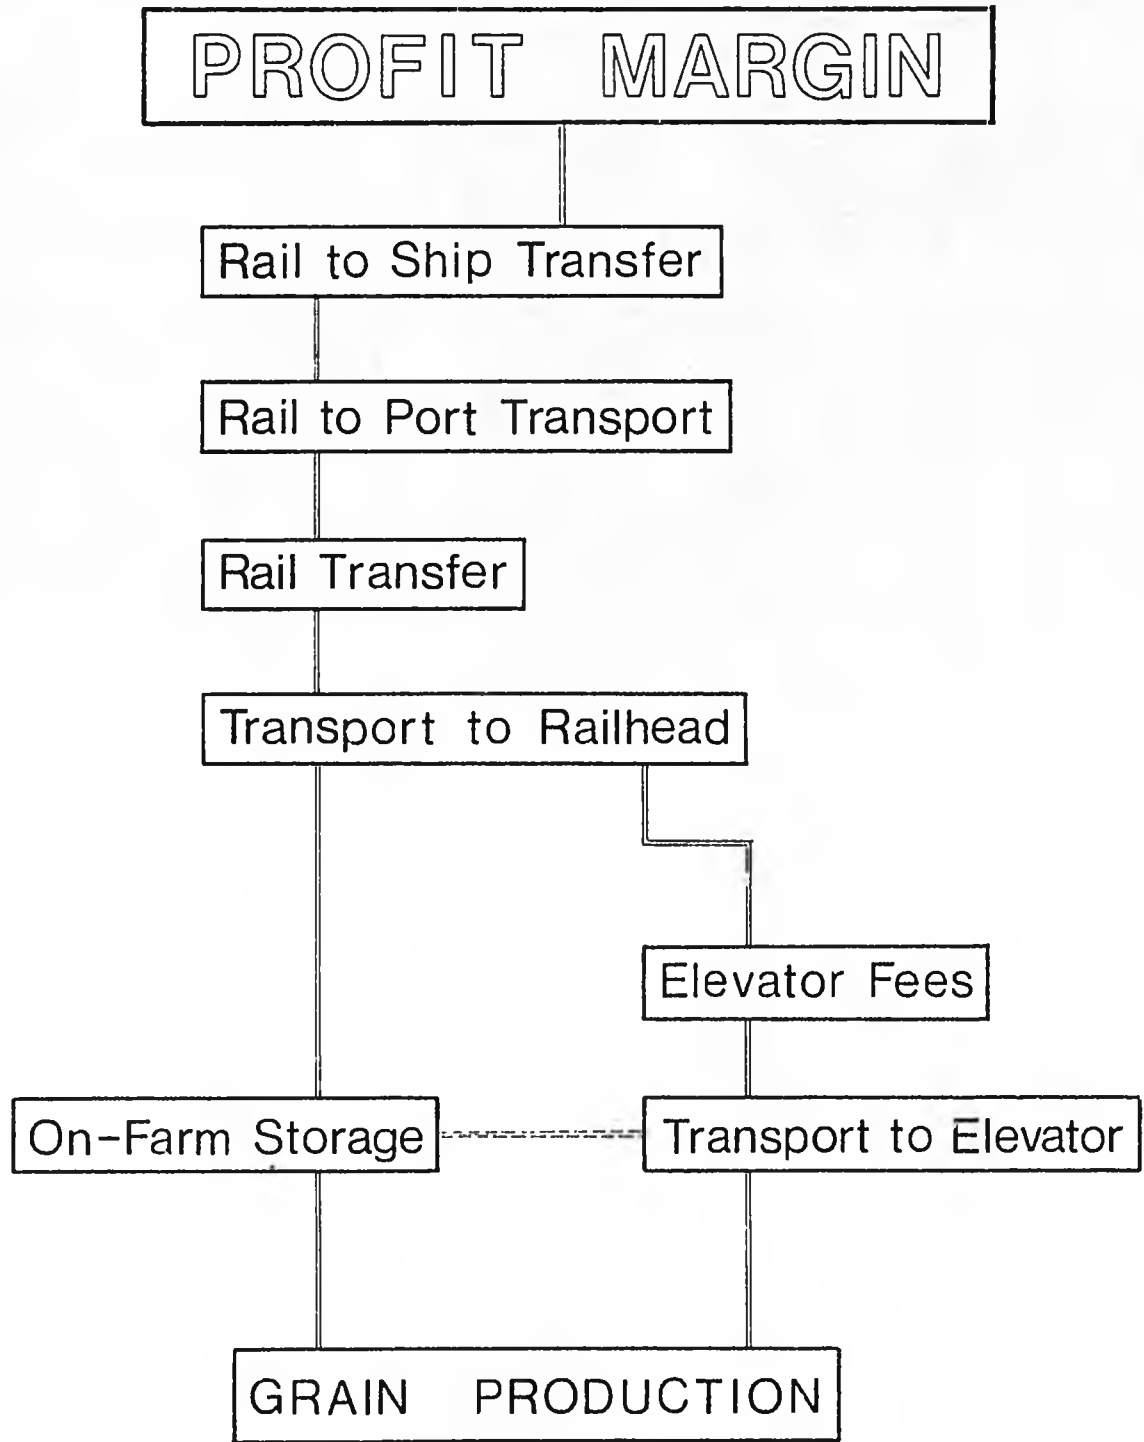 PROFIT MARGIN
Rail to Ship Transfer
Rail to Port Transport
Rail Transfer
Transport to Railhead
Elevator Fees
On-Farm Storage
Transport to Elevator
GRAIN PRODUCTION